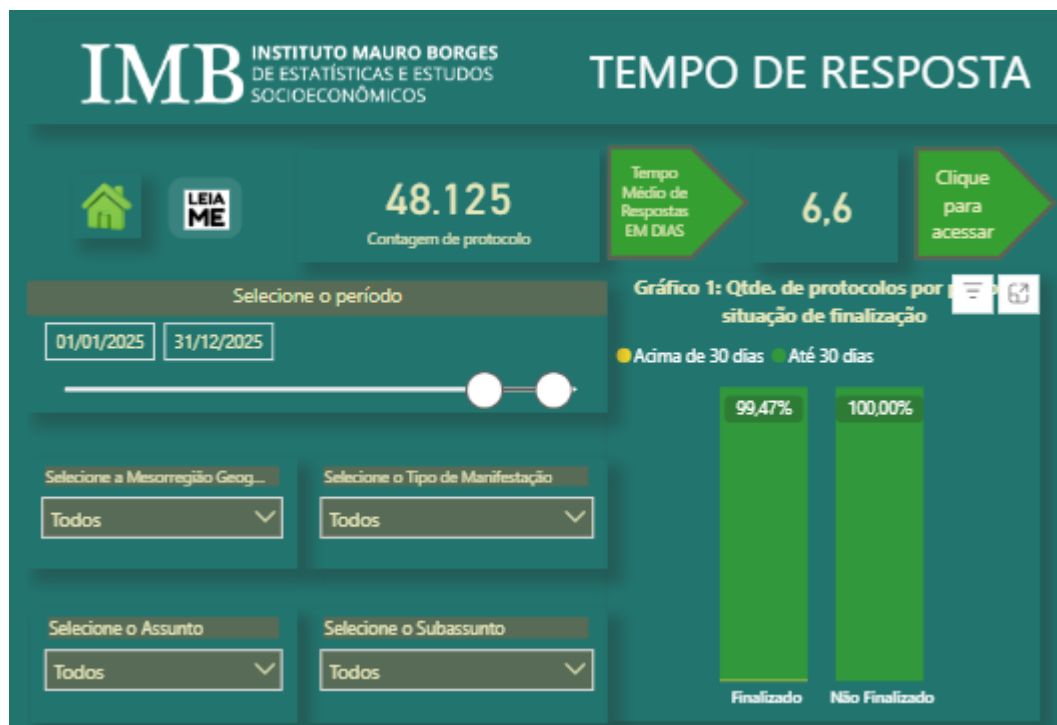 IMB
INSTITUTO MAURO BORGES
DE ESTATÍSTICAS E ESTUDOS
SOCIOECONÔMICOS
TEMPO DE RESPOSTA
LEIA
ME
48.125
Contagem de protocolo
Tempo
Médio de
Respostas
EM DIAS
6,6
Clique
para
acessar
Selecione o período
01/01/2025
31/12/2025
Gráfico 1: Qtde. de protocolos por
situação de finalização
Acima de 30 dias
Até 30 dias
99,47%
100,00%
Finalizado
Não Finalizado
Selecione a Mesorregião Geog...
Todos
Selecione o Tipo de Manifestação
Todos
Selecione o Assunto
Todos
Selecione o Subassunto
Todos